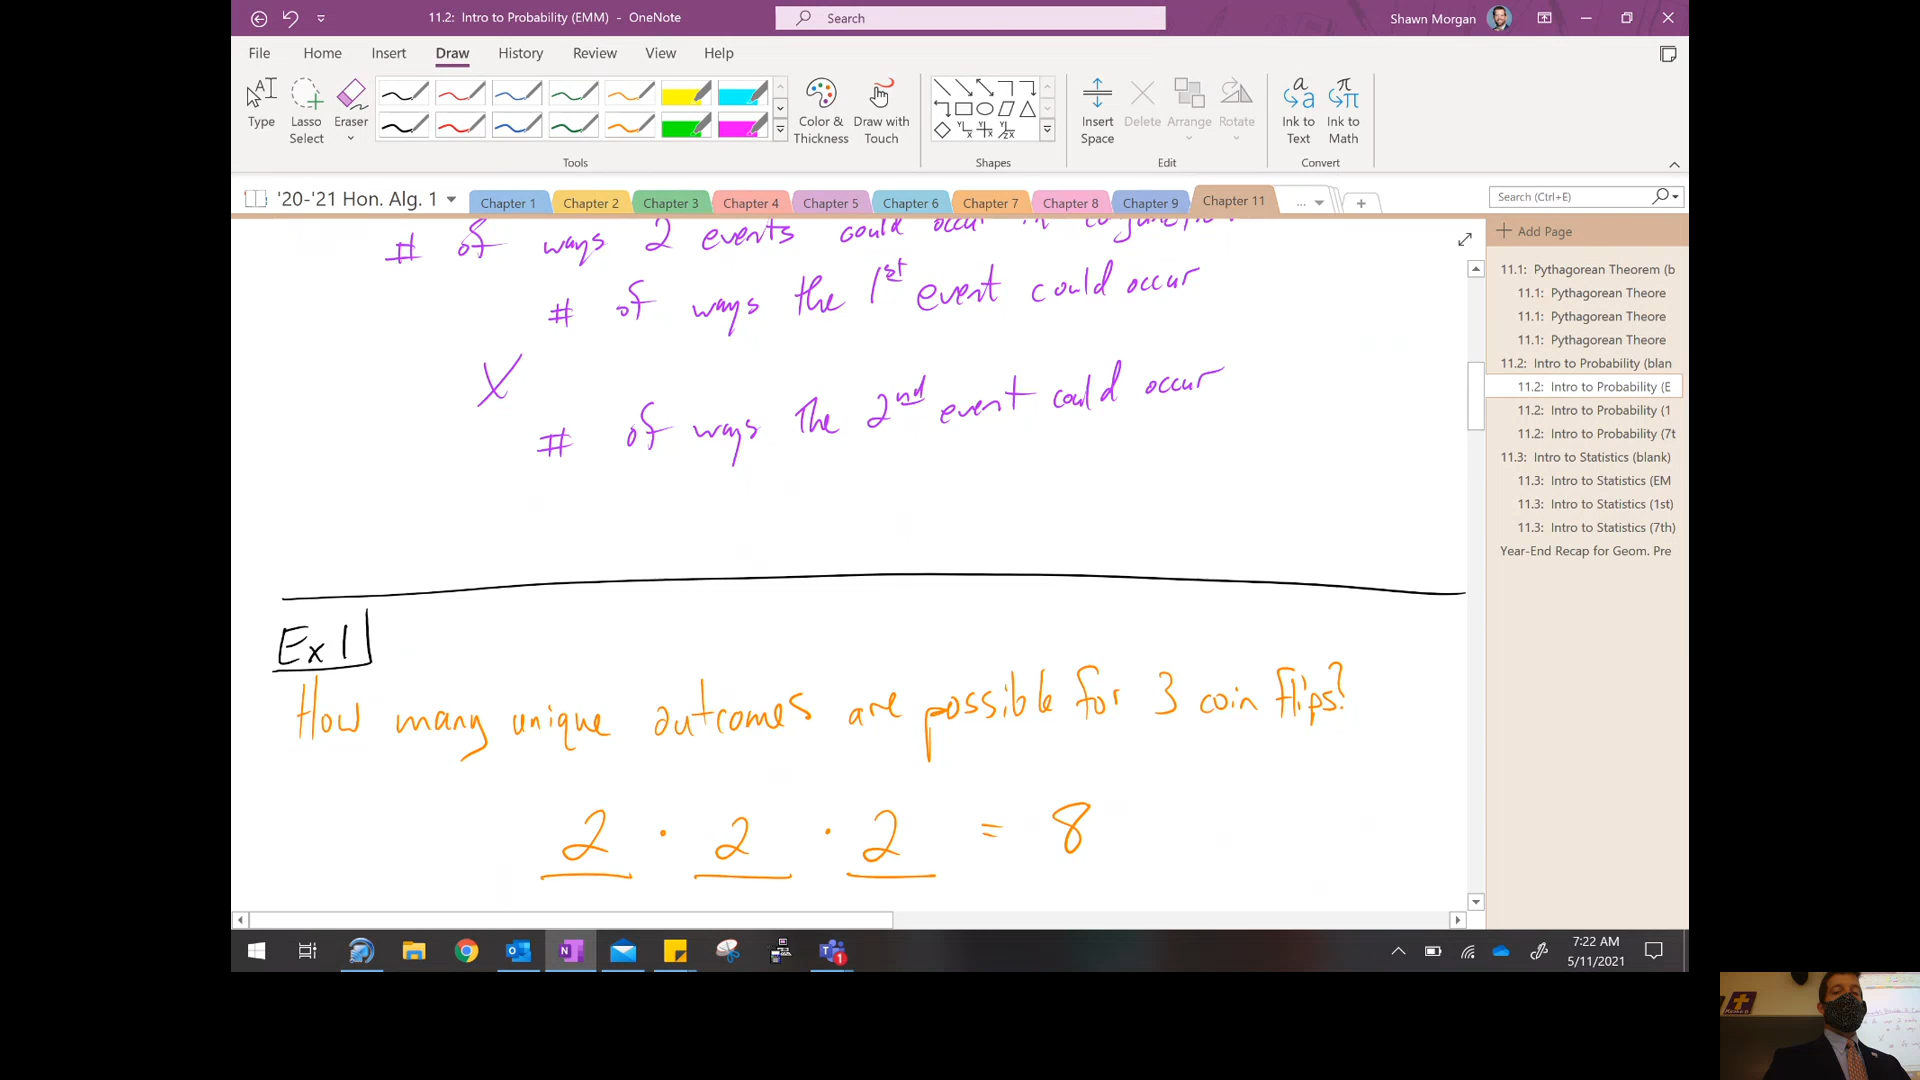 11.2: Intro to Probability (EMM) - OneNote
Search
Shawn Morgan
File Home Insert Draw History Review View Help
Type
Lasso Select
Eraser
Color & Thickness
Draw with Touch
Insert Space
Delete
Arrange
Rotate
Ink to Text
Ink to Math
Tools
Shapes
Edit
Convert
'20-'21 Hon. Alg. 1
Chapter 1 Chapter 2 Chapter 3 Chapter 4 Chapter 5 Chapter 6 Chapter 7 Chapter 8 Chapter 9 Chapter 11 ...
Search (Ctrl+E)
Add Page
11.1: Pythagorean Theorem (b
11.1: Pythagorean Theore
11.1: Pythagorean Theore
11.1: Pythagorean Theore
11.2: Intro to Probability (blan
11.2: Intro to Probability (E
11.2: Intro to Probability (1
11.2: Intro to Probability (7t
11.3: Intro to Statistics (blank)
11.3: Intro to Statistics (EM
11.3: Intro to Statistics (1st)
11.3: Intro to Statistics (7th)
Year-End Recap for Geom. Pre
# of ways 2 events could occur in conjunction
# of ways the 1st event could occur
X
# of ways the 2nd event could occur
Ex 1
How many unique outcomes are possible for 3 coin flips?
2 · 2 · 2 = 8
7:22 AM
5/11/2021